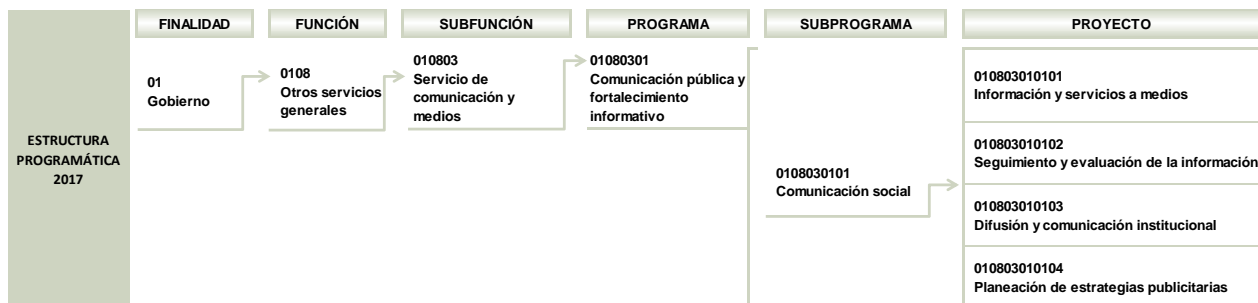 FINALIDAD
FUNCIÓN
SUBFUNCIÓN
PROGRAMA
SUBPROGRAMA
PROYECTO
ESTRUCTURA
PROGRAMÁTICA
2017
01
Gobierno
0108
Otros servicios
generales
010803
Servicio de
comunicación y
medios
01080301
Comunicación pública y
fortalecimiento
informativo
0108030101
Comunicación social
010803010101
Información y servicios a medios
010803010102
Seguimiento y evaluación de la información
010803010103
Difusión y comunicación institucional
010803010104
Planeación de estrategias publicitarias